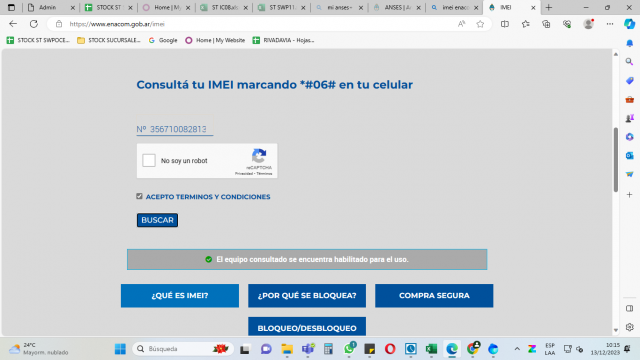 Admin
STOCK ST
Home | My
ST IC08.xl
ST SWP11
mi anses -
ANSES | A
imei enaco
IMEI
https://www.enacom.gob.ar/imei
STOCK ST SWPOCE...
STOCK SUCURSALE...
Google
Home | My Website
RIVADAVIA - Hojas...
Consultá tu IMEI marcando *#06# en tu celular
Nº 356710082813
No soy un robot
reCAPTCHA
Privacidad - Términos
ACEPTO TERMINOS Y CONDICIONES
BUSCAR
El equipo consultado se encuentra habilitado para el uso.
¿QUÉ ES IMEI?
¿POR QUÉ SE BLOQUEA?
COMPRA SEGURA
BLOQUEO/DESBLOQUEO
24°C
Mayorm. nublado
Búsqueda
ESP
LAA
10:15
13/12/2023